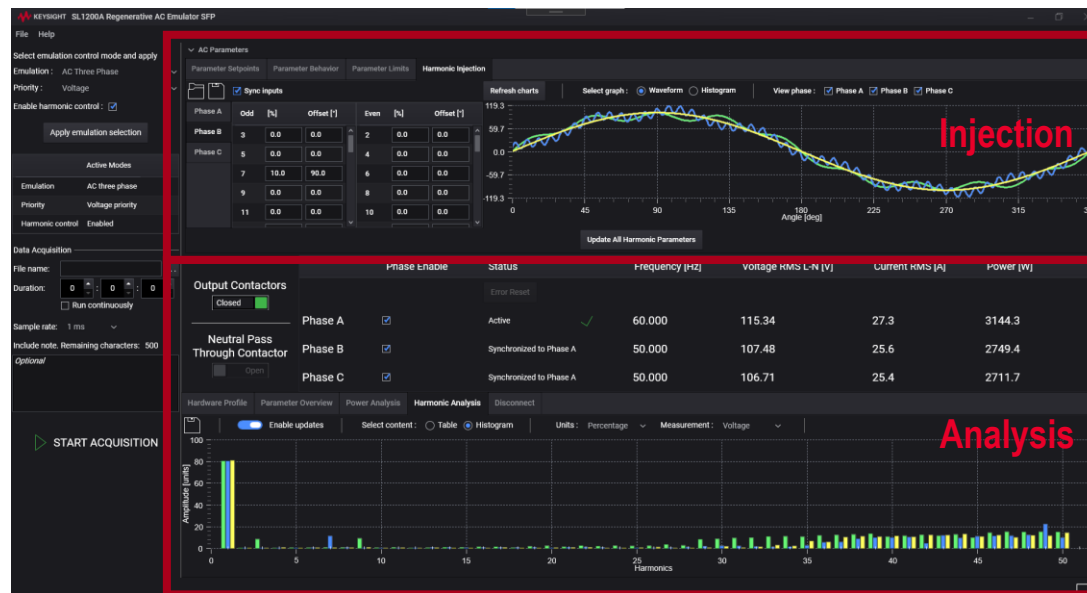 KEYSIGHT SL1200A Regenerative AC Emulator SFP
File Help
Select emulation control mode and apply
Emulation : AC Three Phase
Priority : Voltage
Enable harmonic control :
Apply emulation selection
Active Modes
Emulation AC three phase
Priority Voltage priority
Harmonic control Enabled
Data Acquisition
File name: ...
Duration: 0 : 0 : 0
Run continuously
Sample rate: 1 ms
Include note. Remaining characters: 500
Optional
START ACQUISITION
AC Parameters
Parameter Setpoints Parameter Behavior Parameter Limits Harmonic Injection
Sync inputs
Phase A Odd [%] Offset [°] Even [%] Offset [°]
Phase B 3 0.0 0.0 2 0.0 0.0
Phase C 5 0.0 0.0 4 0.0 0.0
7 10.0 90.0 6 0.0 0.0
9 0.0 0.0 8 0.0 0.0
11 0.0 0.0 10 0.0 0.0
Refresh charts Select graph : Waveform Histogram View phase : Phase A Phase B Phase C
119.3
59.7
0.0
-59.7
-119.3
0 45 90 135 180 225 270 315
Angle [deg]
Injection
Update All Harmonic Parameters
Phase Enable Status Frequency [Hz] Voltage RMS L-N [V] Current RMS [A] Power [W]
Output Contactors
Closed
Error Reset
Neutral Pass Through Contactor
Open
Phase A Active 60.000 115.34 27.3 3144.3
Phase B Synchronized to Phase A 50.000 107.48 25.6 2749.4
Phase C Synchronized to Phase A 50.000 106.71 25.4 2711.7
Hardware Profile Parameter Overview Power Analysis Harmonic Analysis Disconnect
Enable updates Select content : Table Histogram Units : Percentage Measurement : Voltage
Analysis
Amplitude [units]
100
80
60
40
20
0
0 5 10 15 20 25 30 35 40 45 50
Harmonics